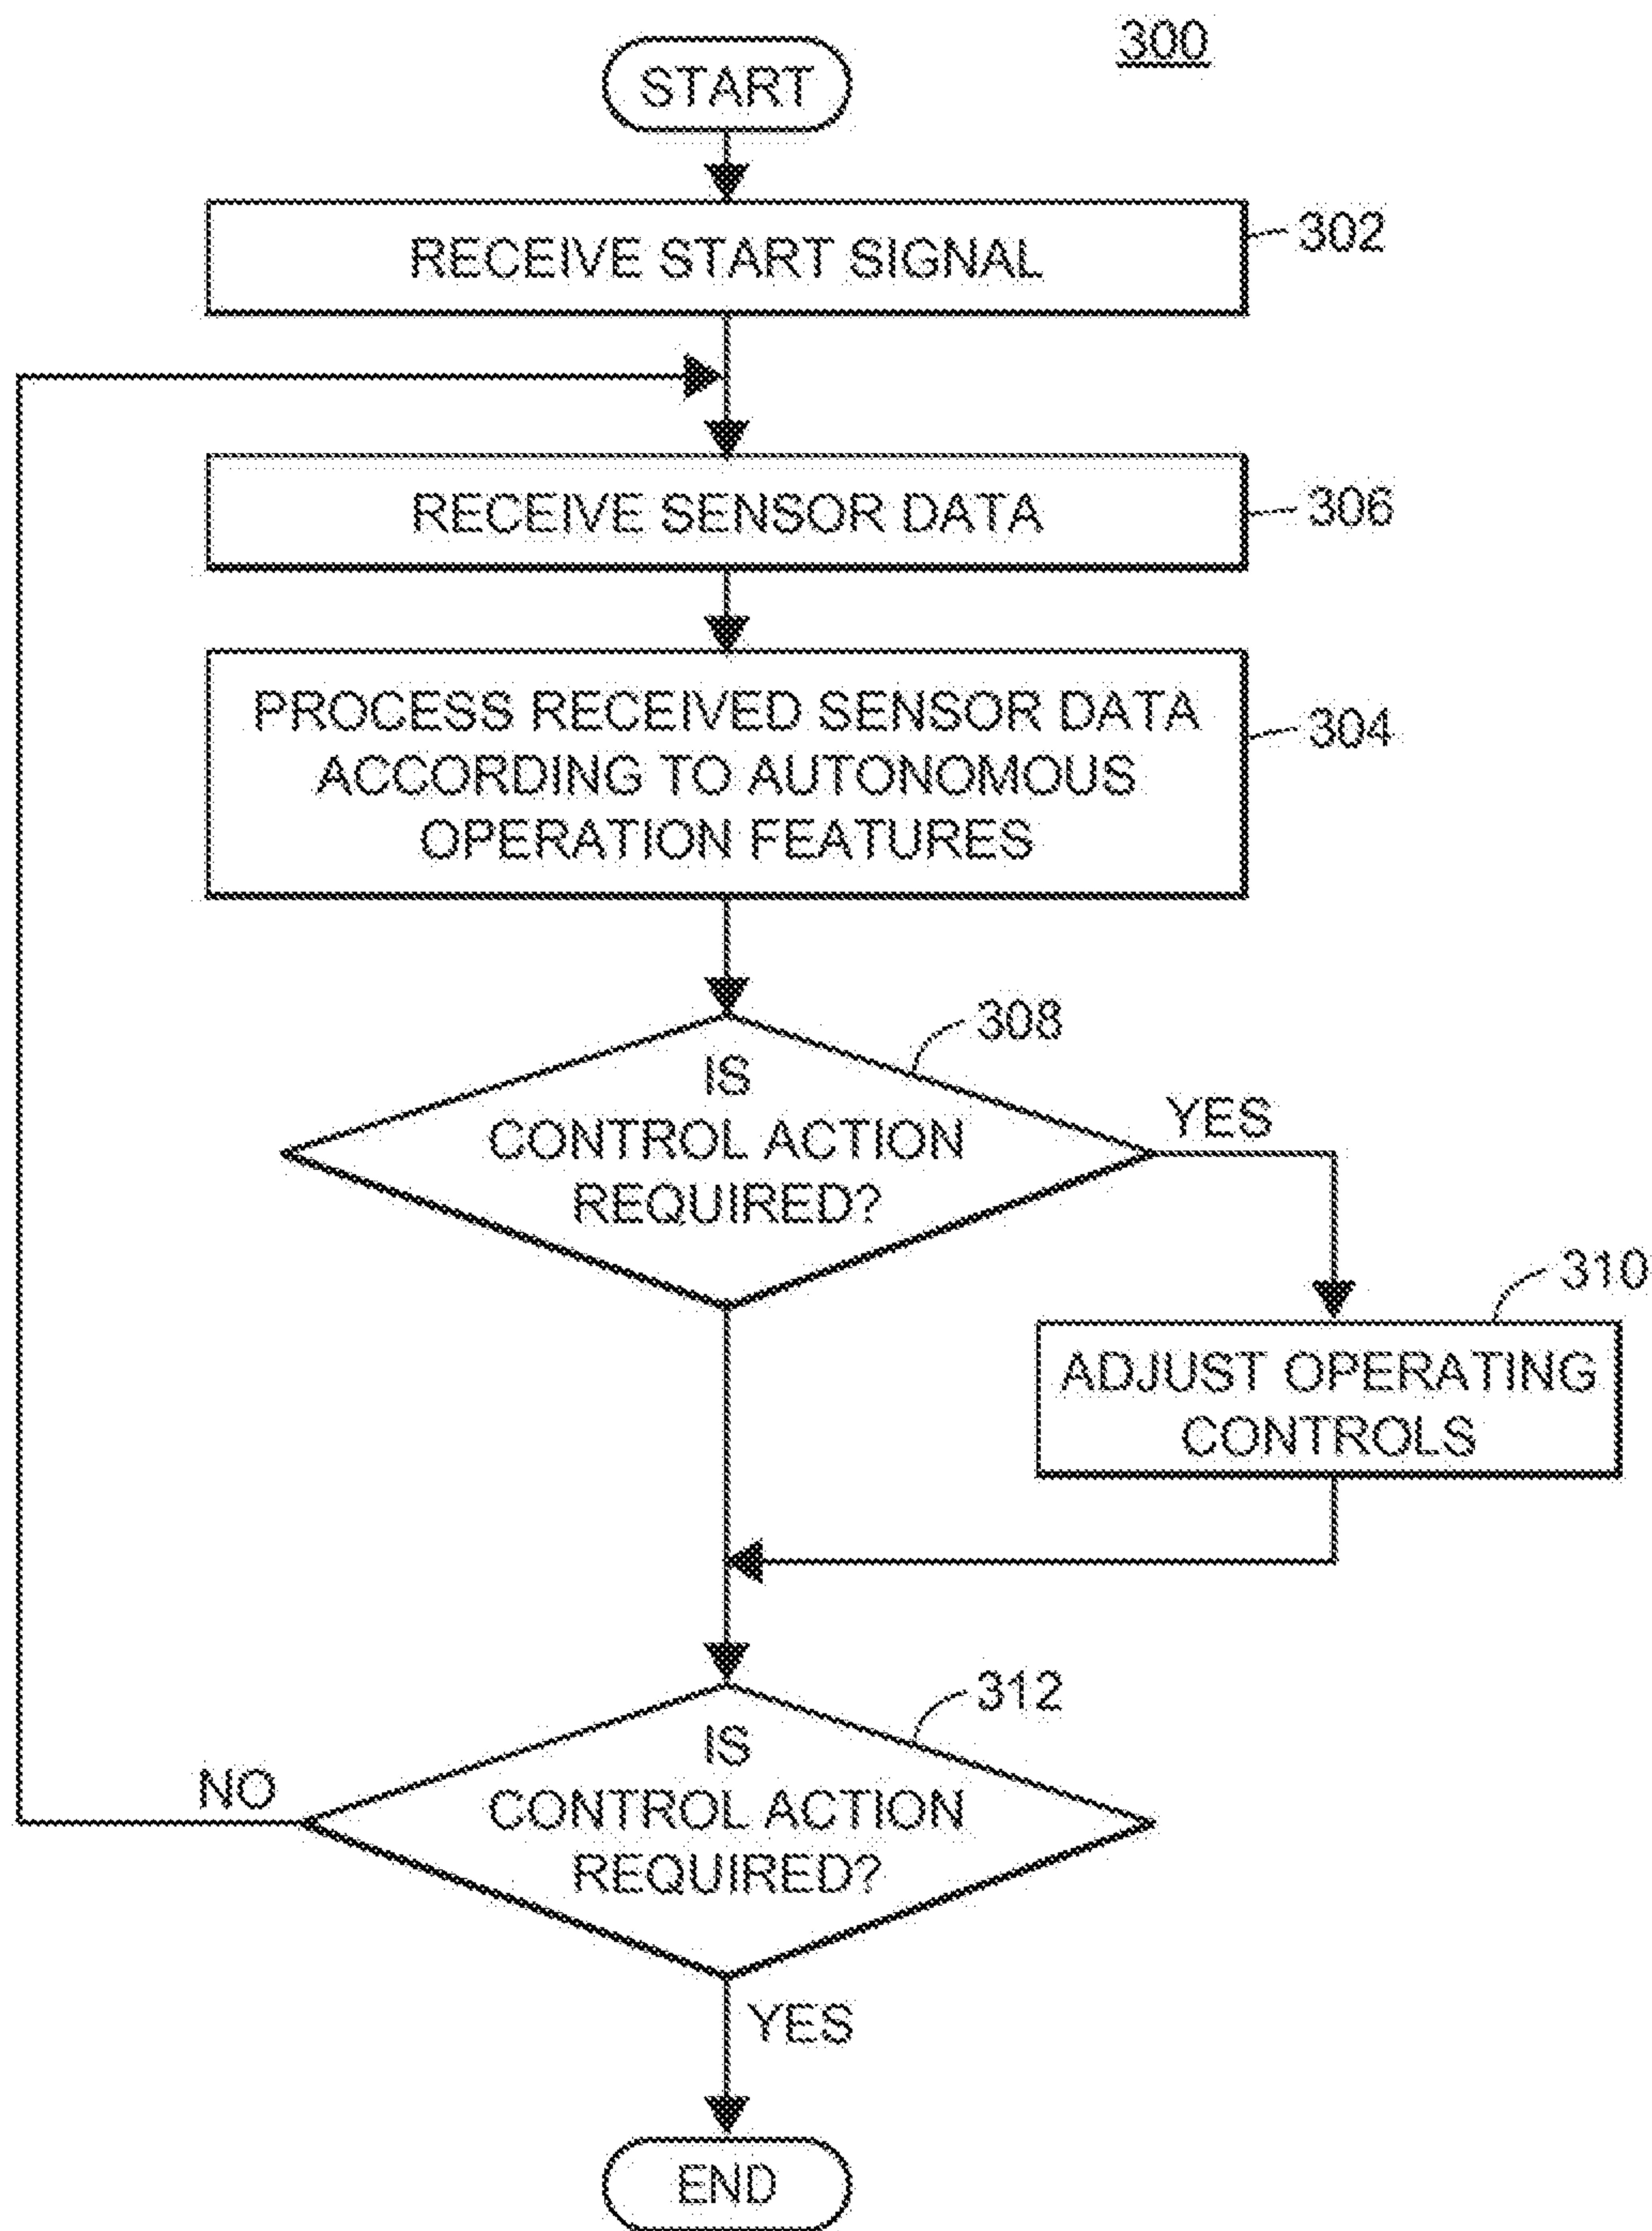 300
START
RECEIVE START SIGNAL
302
RECEIVE SENSOR DATA
306
PROCESS RECEIVED SENSOR DATA
ACCORDING TO AUTONOMOUS
OPERATION FEATURES
304
308
IS
CONTROL ACTION
REQUIRED?
YES
310
ADJUST OPERATING
CONTROLS
312
IS
CONTROL ACTION
REQUIRED?
NO
YES
END